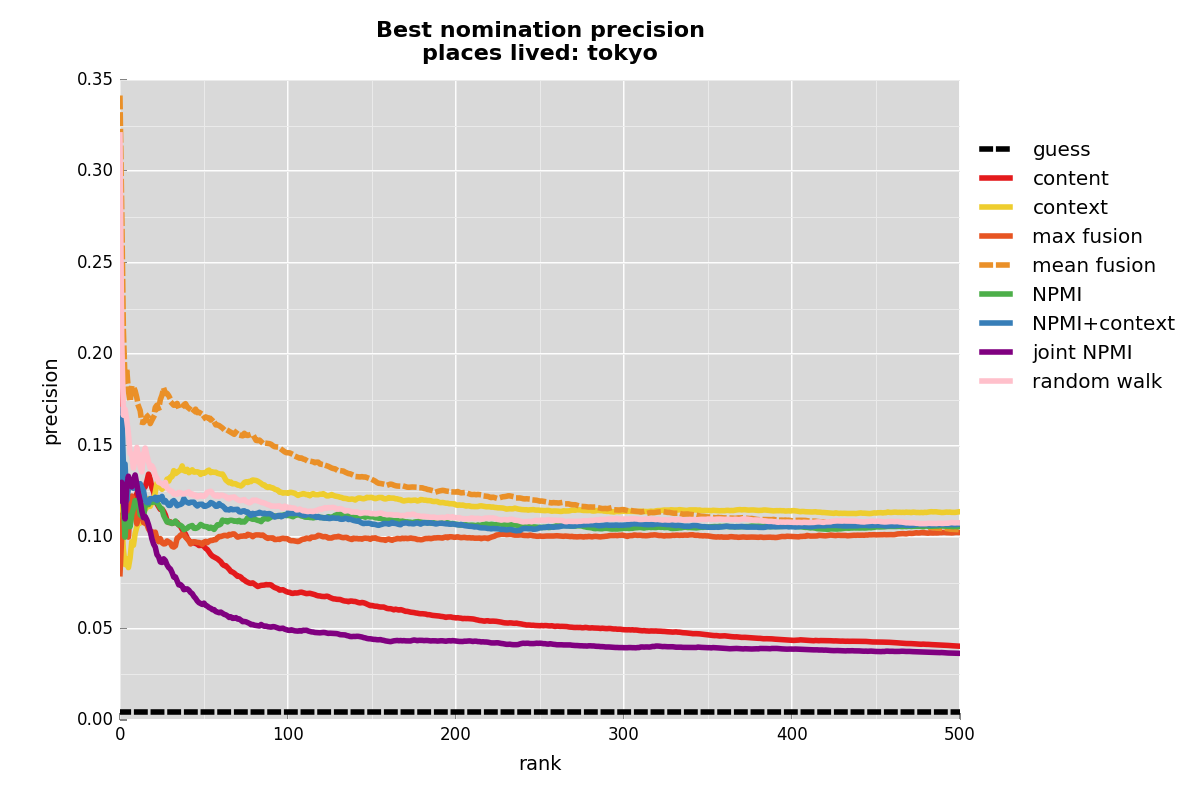 Best nomination precision
places lived: tokyo
precision
0.35
0.30
0.25
0.20
0.15
0.10
0.05
0.00
0
100
200
300
400
500
rank
guess
content
context
max fusion
mean fusion
NPMI
NPMI+context
joint NPMI
random walk